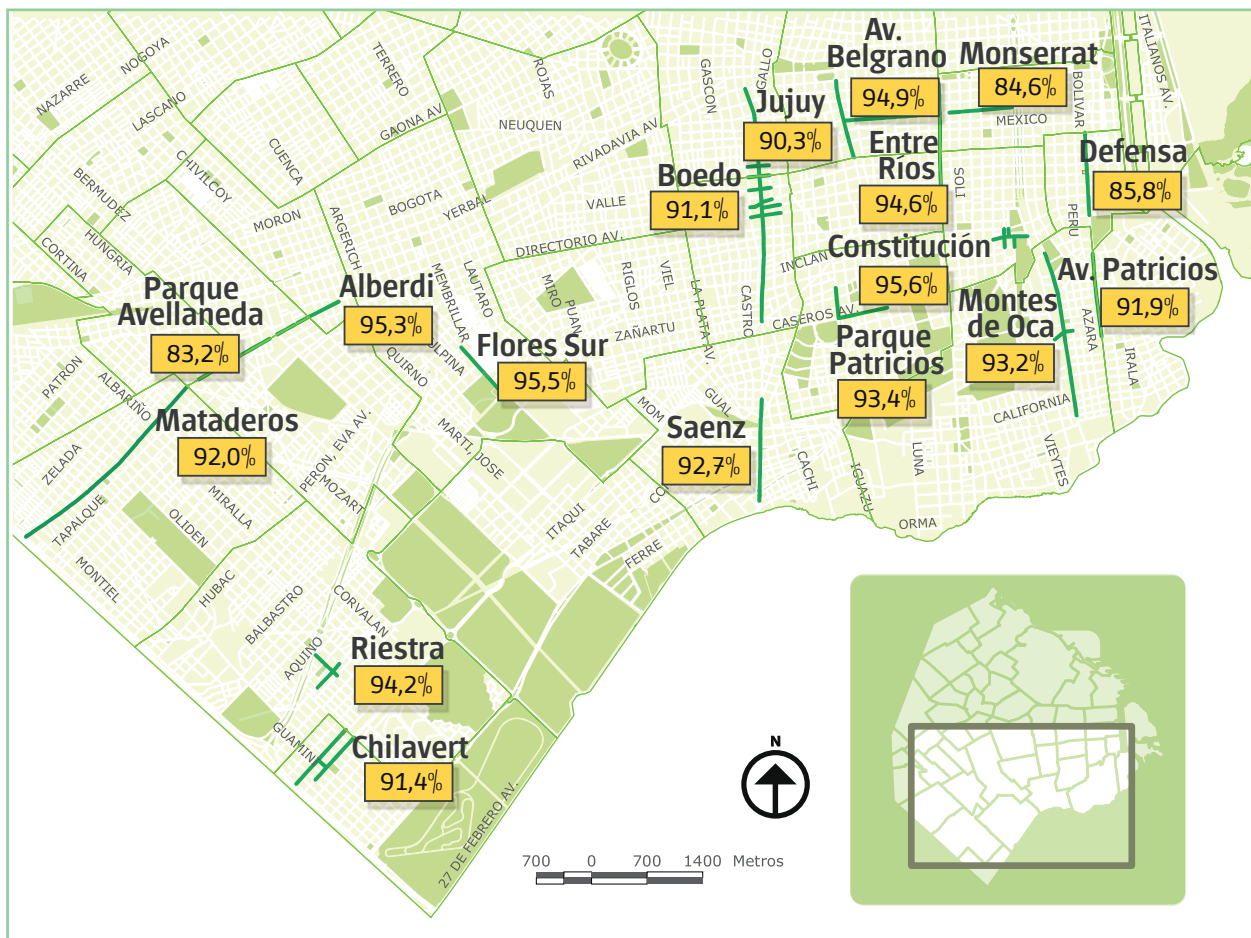 NAZARRE
NOGOYA
LASCANO
TERRERO
GAONA AV
CUENCA
CHIVILCOY
BERMUDEZ
MORON
ARGERICH
BOGOTA
YERBAL
ROJAS
NEUQUEN
RIVADAVIA AV
VALLE
DIRECTORIO AV.
GASCON
GALLO
Av.
Belgrano
94,9%
Monserrat
84,6%
MEXICO
BOLIVAR
ITALIANOS AV.
Jujuy
90,3%
Entre
Ríos
94,6%
SOLI
Defensa
85,8%
PERU
Boedo
91,1%
Constitución
95,6%
INCLAN
CASEROS AV.
Av. Patricios
91,9%
AZARA
IRALA
Montes
de Oca
93,2%
Parque
Patricios
93,4%
CORTINA
HUNGRIA
Parque
Avellaneda
83,2%
Alberdi
95,3%
MEMBRILLAR
LAUTARO
MIRO
PUAN
RIGLOS
VIEL
LA PLATA AV.
CASTRO
ZAÑARTU
Flores Sur
95,5%
QUIRNO
ULPINA
PATRON
ALBARIÑO
Mataderos
92,0%
ZELADA
TAPALQUE
PERON, EVA AV.
MOZART
MARTI, JOSE
MOM
GUAL
Saenz
92,7%
CACHI
IGUAZU
LUNA
CALIFORNIA
VIEYTES
ORMA
MIRALLA
OLIDEN
MONTIEL
HUBAC
ITAQUI
TABARE
FERRE
CO
BALBASTRO
CORVALAN
AQUINO
Riestra
94,2%
GUAMINI
Chilavert
91,4%
27 DE FEBRERO AV.
N
700 0 700 1400 Metros